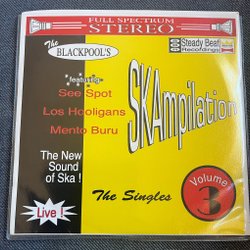 FULL SPECTRUM
STEREO
Steady Beat
Recordings
The
BLACKPOOL'S
featuring
See Spot
Los Hooligans
Mento Buru
SKAmpilation
The New
Sound
of Ska !
Live !
The Singles
Volume
3